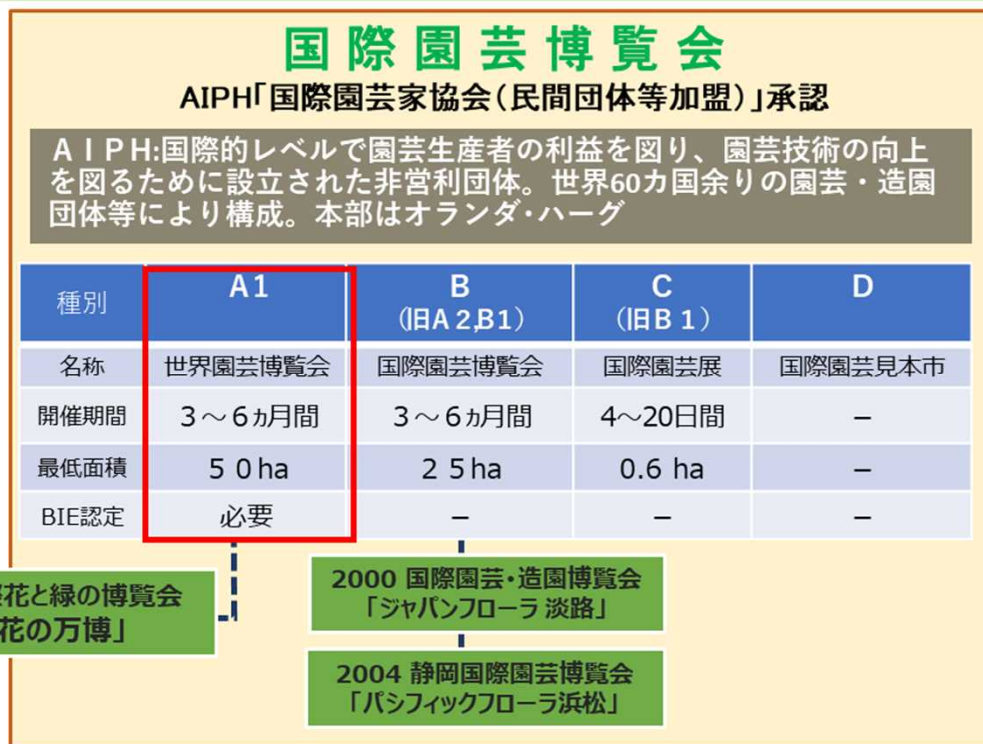 国際園芸博覧会
AIPH「国際園芸家協会(民間団体等加盟)」承認
AIPH:国際的レベルで園芸生産者の利益を図り、園芸技術の向上
を図るために設立された非営利団体。世界60カ国余りの園芸・造園
団体等により構成。本部はオランダ・ハーグ
種別 A1 B C D
(旧A2,B1) (旧B1)
名称 世界園芸博覧会 国際園芸博覧会 国際園芸展 国際園芸見本市
開催期間 3～6ヵ月間 3～6ヵ月間 4～20日間 –
最低面積 50ha 25ha 0.6 ha –
BIE認定 必要 – – –
花と緑の博覧会
花の万博」
2000 国際園芸・造園博覧会
「ジャパンフローラ 淡路」
2004 静岡国際園芸博覧会
「パシフィックフローラ浜松」